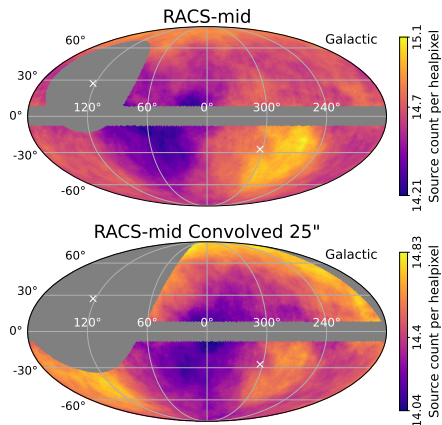 RACS-mid
Galactic
60°
30°
0°
-30°
-60°
120° 60° 0° 300° 240°
15.1
14.7
14.21
Source count per healpixel
RACS-mid Convolved 25"
Galactic
60°
30°
0°
-30°
-60°
120° 60° 0° 300° 240°
14.83
14.4
14.04
Source count per healpixel